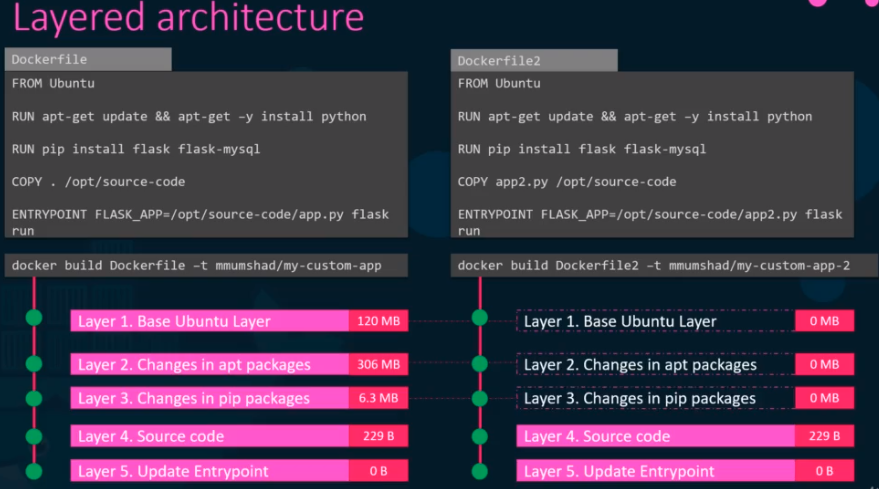 Layered architecture
Dockerfile
FROM Ubuntu
RUN apt-get update && apt-get –y install python
RUN pip install flask flask-mysql
COPY . /opt/source-code
ENTRYPOINT FLASK_APP=/opt/source-code/app.py flask
run
docker build Dockerfile –t mmumshad/my-custom-app
Layer 1. Base Ubuntu Layer 120 MB
Layer 2. Changes in apt packages 306 MB
Layer 3. Changes in pip packages 6.3 MB
Layer 4. Source code 229 B
Layer 5. Update Entrypoint 0 B
Dockerfile2
FROM Ubuntu
RUN apt-get update && apt-get –y install python
RUN pip install flask flask-mysql
COPY app2.py /opt/source-code
ENTRYPOINT FLASK_APP=/opt/source-code/app2.py flask
run
docker build Dockerfile2 –t mmumshad/my-custom-app-2
Layer 1. Base Ubuntu Layer 0 MB
Layer 2. Changes in apt packages 0 MB
Layer 3. Changes in pip packages 0 MB
Layer 4. Source code 229 B
Layer 5. Update Entrypoint 0 B